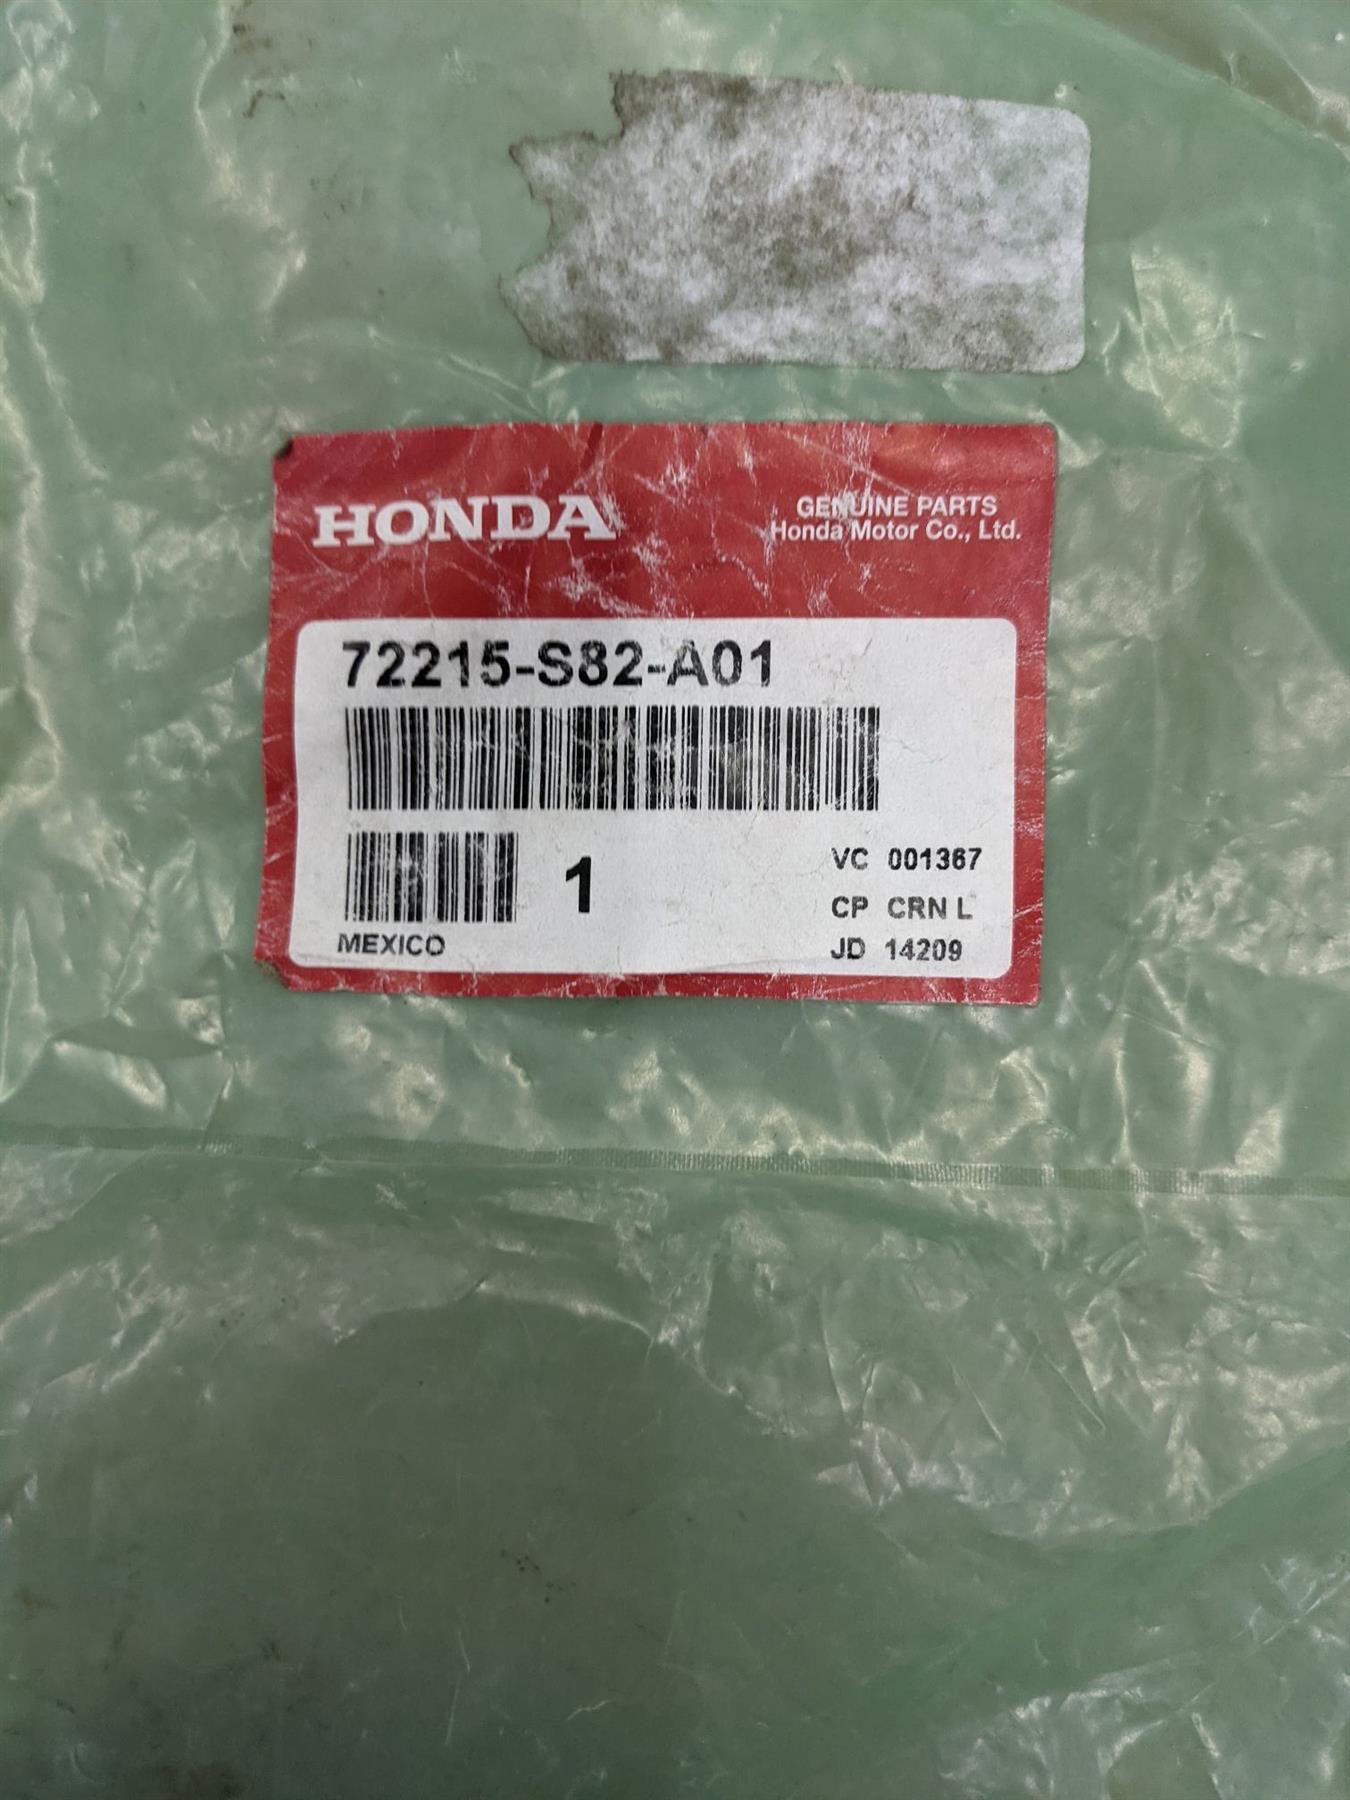 HONDA
GENUINE PARTS
Honda Motor Co., Ltd.
72215-S82-A01
1
VC 001367
CP CRN L
JD 14209
MEXICO